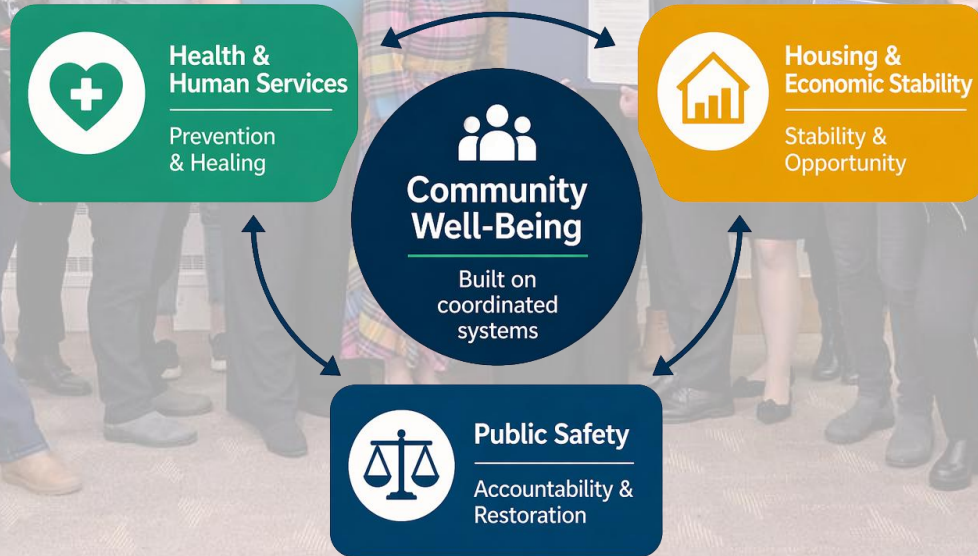 Health &
Human Services
Prevention
& Healing
Housing &
Economic Stability
Stability &
Opportunity
Community
Well-Being
Built on
coordinated
systems
Public Safety
Accountability &
Restoration